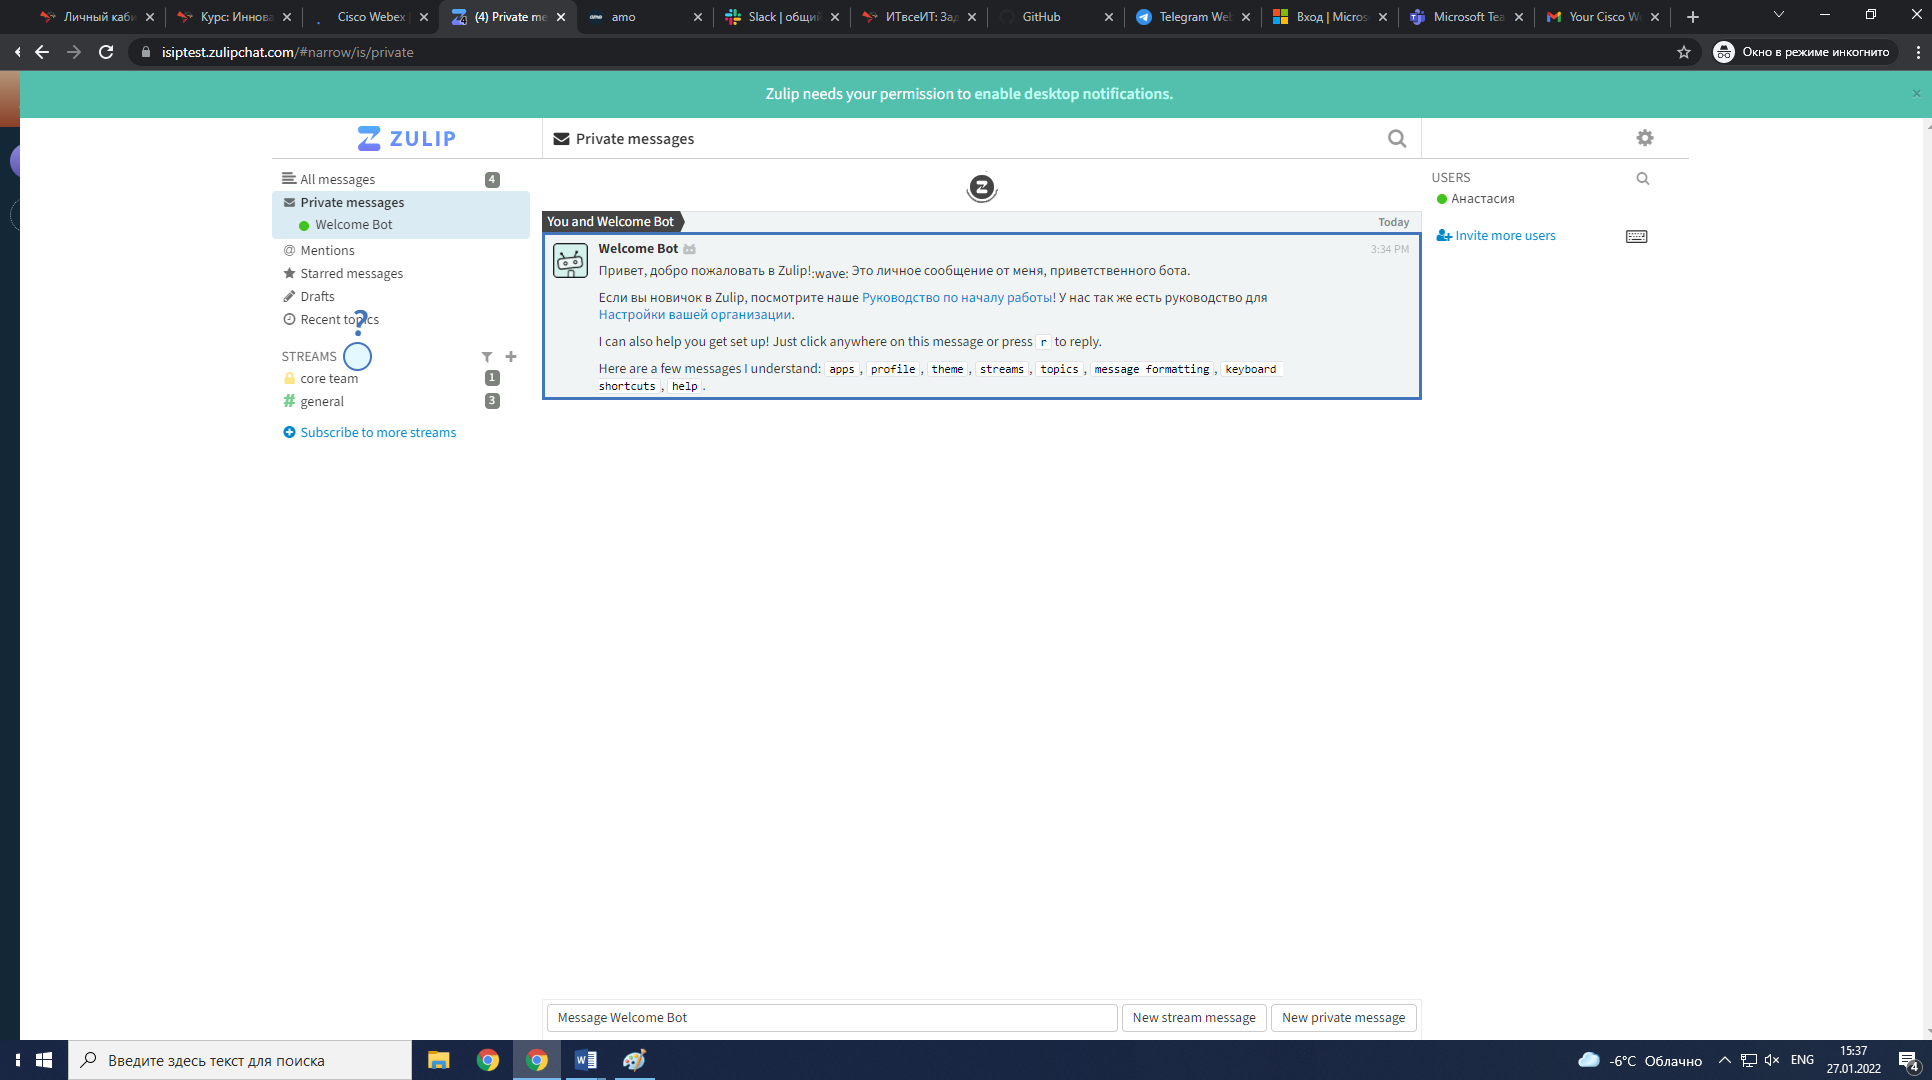 Личный каби
Курс: Иннова
Cisco Webex
(4) Private me
amo
Slack | общий
ИТвсеИТ: Зад
GitHub
Telegram Web
Вход | Micros
Microsoft Tea
Your Cisco We
isiptest.zulipchat.com/#narrow/is/private
Окно в режиме инкогнито
Zulip needs your permission to enable desktop notifications.
ZULIP
Private messages
All messages 4
Private messages
Welcome Bot
Mentions
Starred messages
Drafts
Recent topics
?
STREAMS
core team 1
general 3
Subscribe to more streams
You and Welcome Bot Today
Welcome Bot 3:34 PM
Привет, добро пожаловать в Zulip!:wave: Это личное сообщение от меня, приветственного бота.
Если вы новичок в Zulip, посмотрите наше Руководство по началу работы! У нас так же есть руководство для
Настройки вашей организации.
I can also help you get set up! Just click anywhere on this message or press r to reply.
Here are a few messages I understand: apps, profile, theme, streams, topics, message formatting, keyboard
shortcuts, help.
USERS
Анастасия
Invite more users
Message Welcome Bot
New stream message
New private message
Введите здесь текст для поиска
-6°C Облачно
ENG
15:37
27.01.2022
4